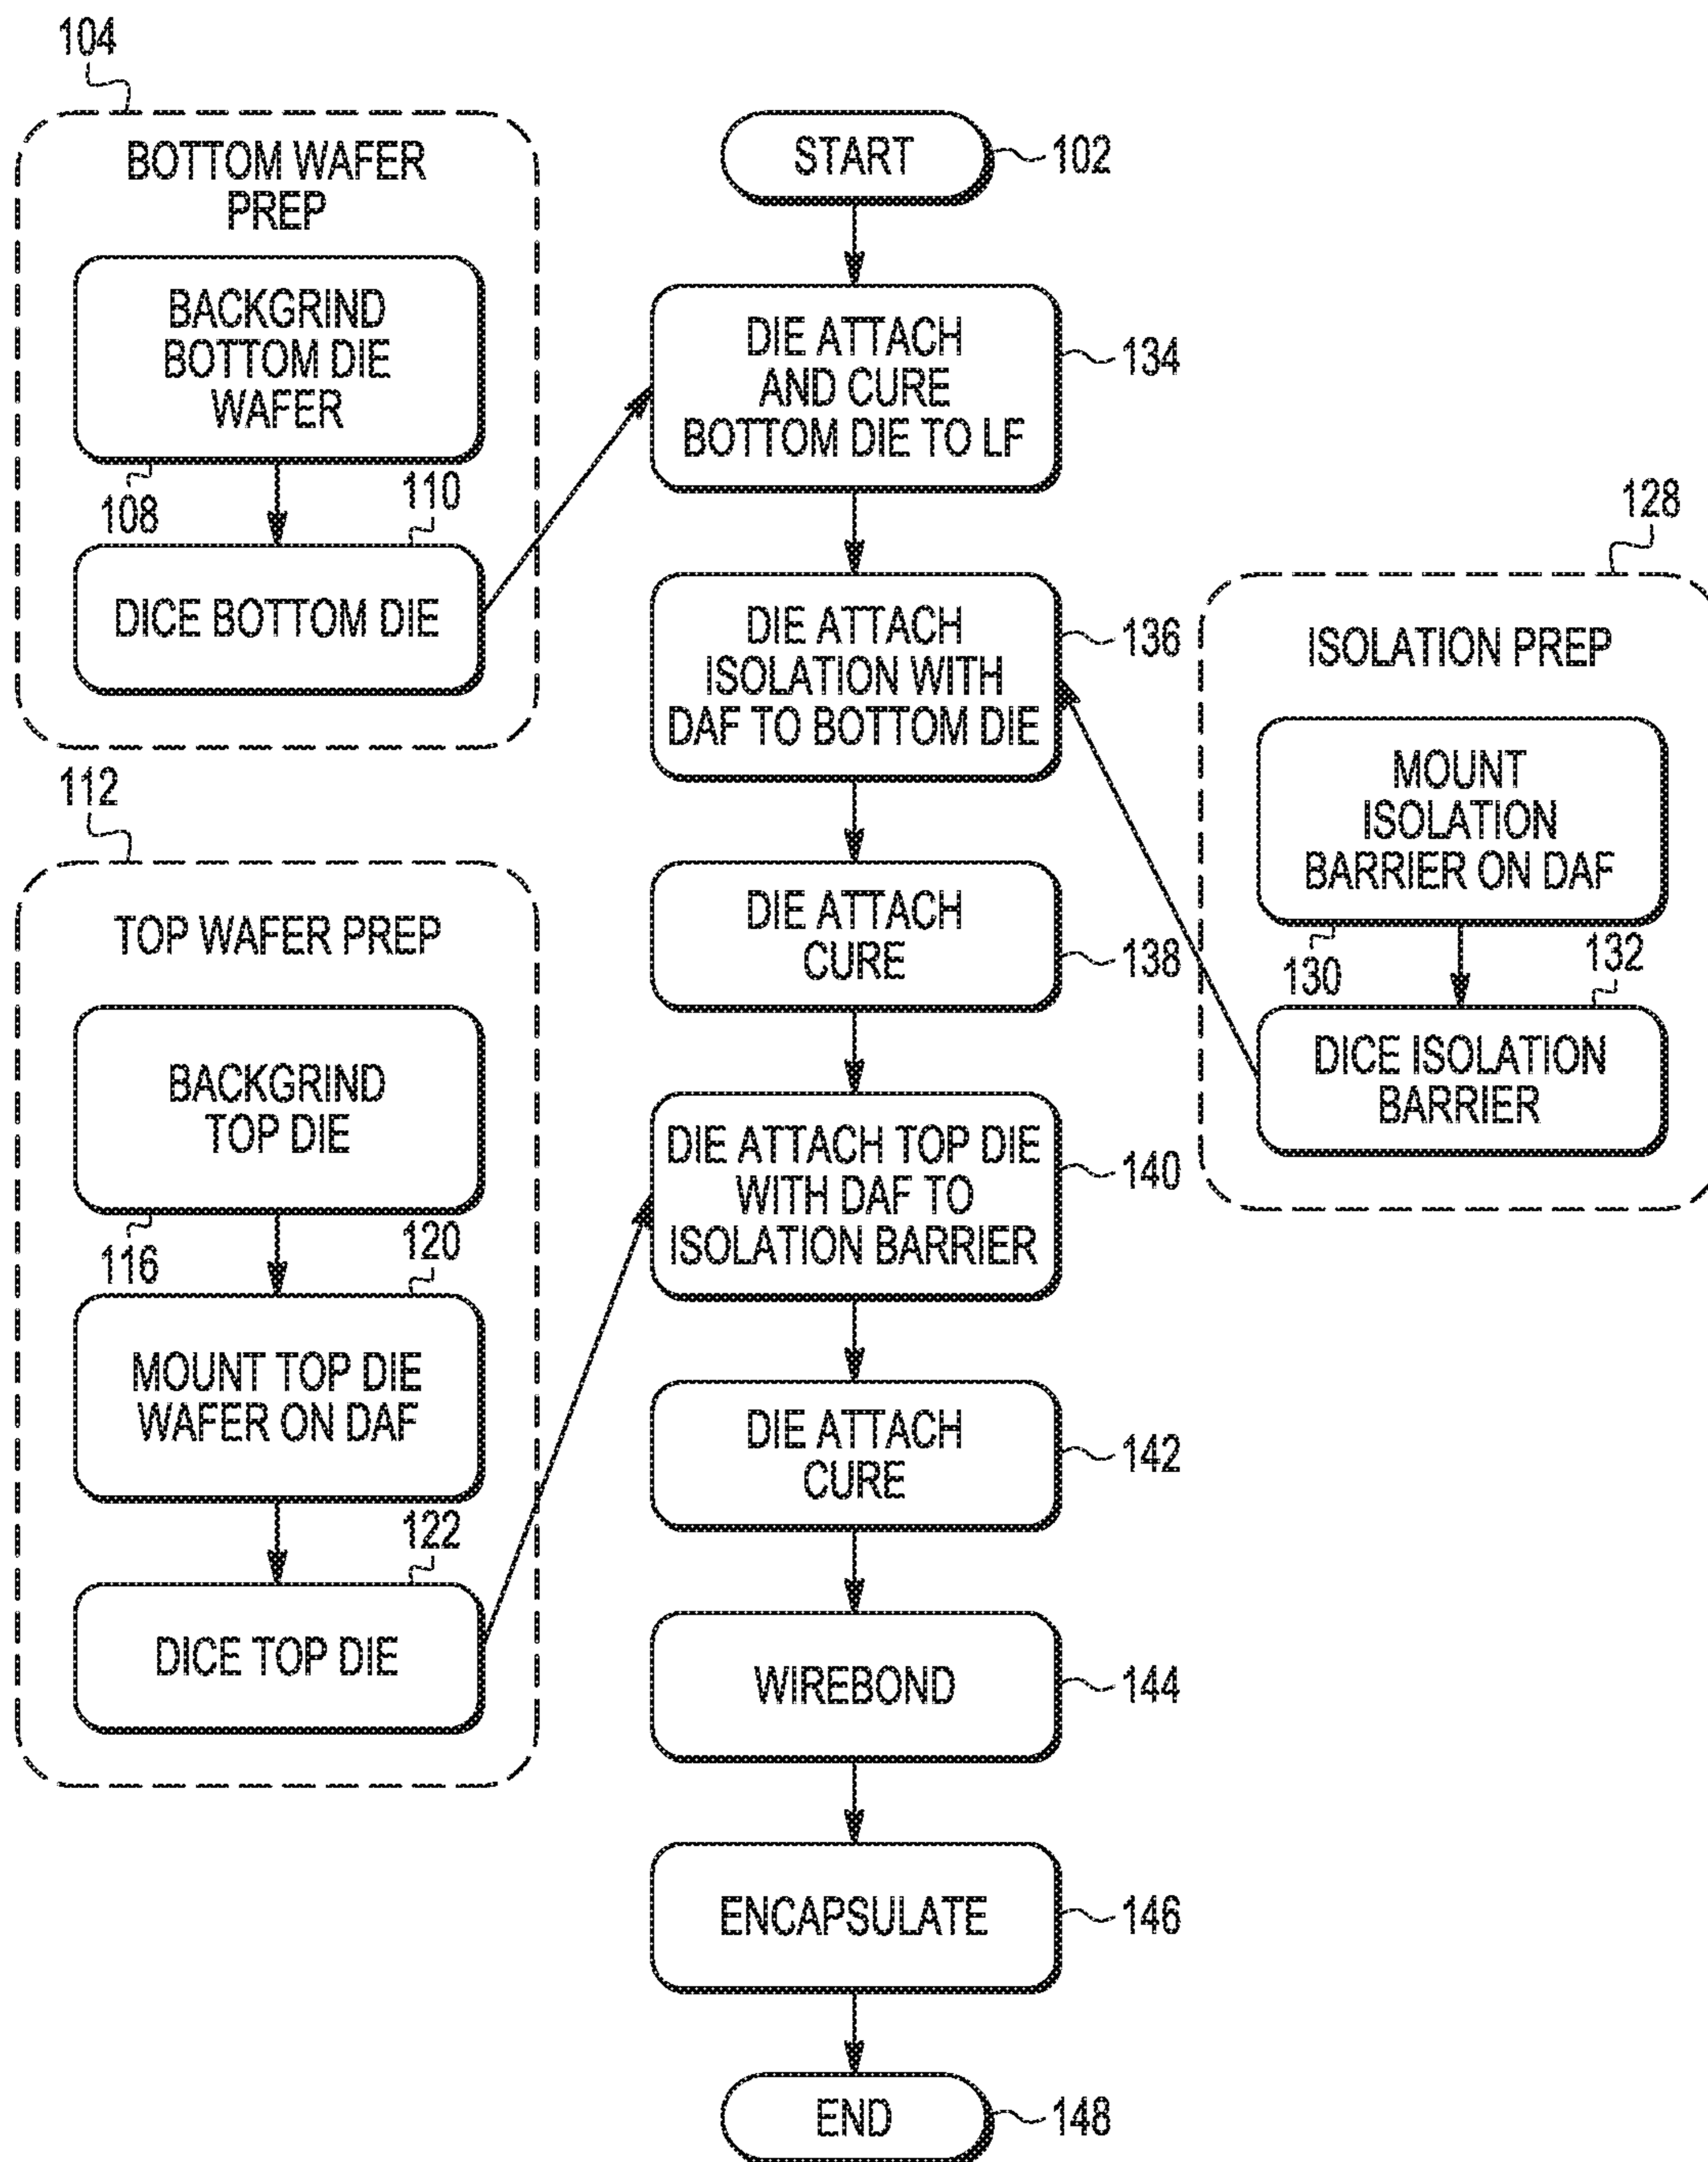 104
BOTTOM WAFER
PREP
BACKGRIND
BOTTOM DIE
WAFER
108
110
DICE BOTTOM DIE
112
TOP WAFER PREP
BACKGRIND
TOP DIE
116
120
MOUNT TOP DIE
WAFER ON DAF
122
DICE TOP DIE
START
102
DIE ATTACH
AND CURE
BOTTOM DIE TO LF
134
DIE ATTACH
ISOLATION WITH
DAF TO BOTTOM DIE
136
DIE ATTACH
CURE
138
DIE ATTACH TOP DIE
WITH DAF TO
ISOLATION BARRIER
140
DIE ATTACH
CURE
142
WIREBOND
144
ENCAPSULATE
146
END
148
128
ISOLATION PREP
MOUNT
ISOLATION
BARRIER ON DAF
130
132
DICE ISOLATION
BARRIER